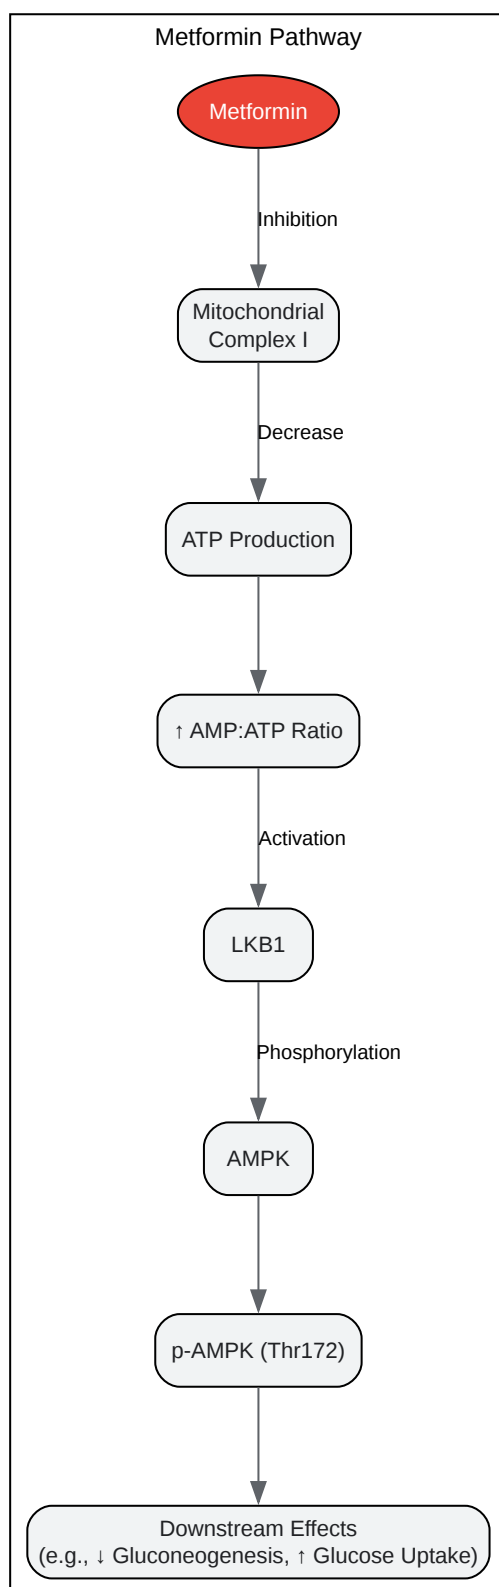 Metformin Pathway
Metformin
Inhibition
Mitochondrial
Complex I
Decrease
ATP Production
↑ AMP:ATP Ratio
Activation
LKB1
Phosphorylation
AMPK
p-AMPK (Thr172)
Downstream Effects
(e.g., ↓ Gluconeogenesis, ↑ Glucose Uptake)